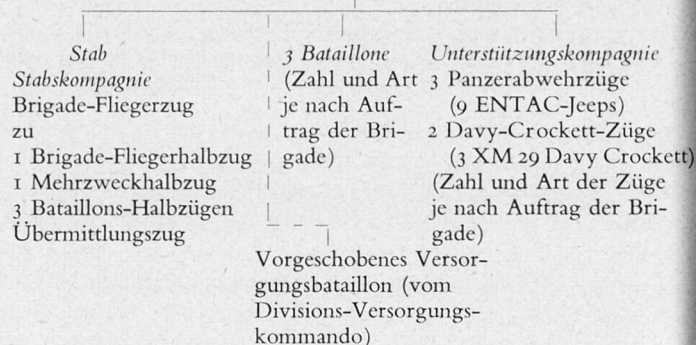 Stab
Stabskompagnie
Brigade-Fliegerzug
zu
1 Brigade-Fliegerhalbzug
1 Mehrzweckhalbzug
3 Bataillons-Halbzügen
Übermittlungszug
3 Bataillone
(Zahl und Art
je nach Auf-
trag der Bri-
gade)
Unterstützungskompagnie
3 Panzerabwehrzüge
(9 ENTAC-Jeeps)
2 Davy-Crockett-Züge
(3 XM 29 Davy Crockett)
(Zahl und Art der Züge
je nach Auftrag der Bri-
gade)
Vorgeschobenes Versor-
gungsbataillon (vom
Divisions-Versorgungs-
kommando)